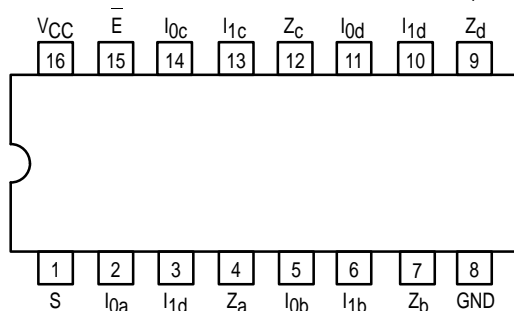 VCC E̅ I0c I1c Zc I0d I1d Zd
16 15 14 13 12 11 10 9
1 2 3 4 5 6 7 8
S I0a I1d Za I0b I1b Zb GND